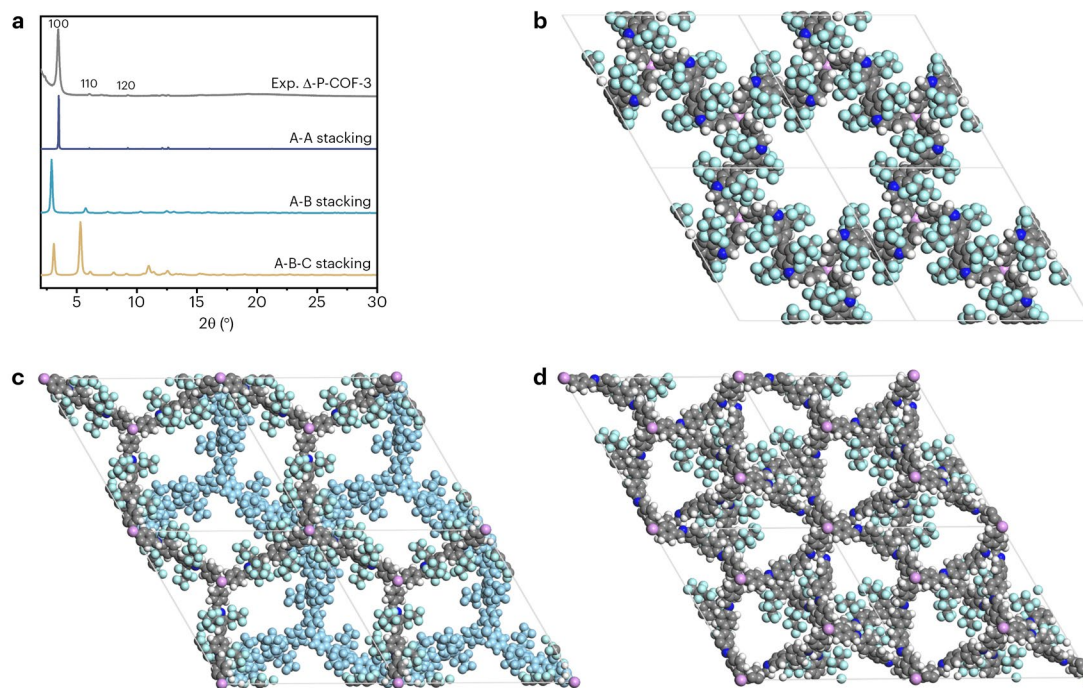 a
100
110
120
Exp. Δ-P-COF-3
A-A stacking
A-B stacking
A-B-C stacking
5
10
15
20
25
30
2θ (°)
b
c
d